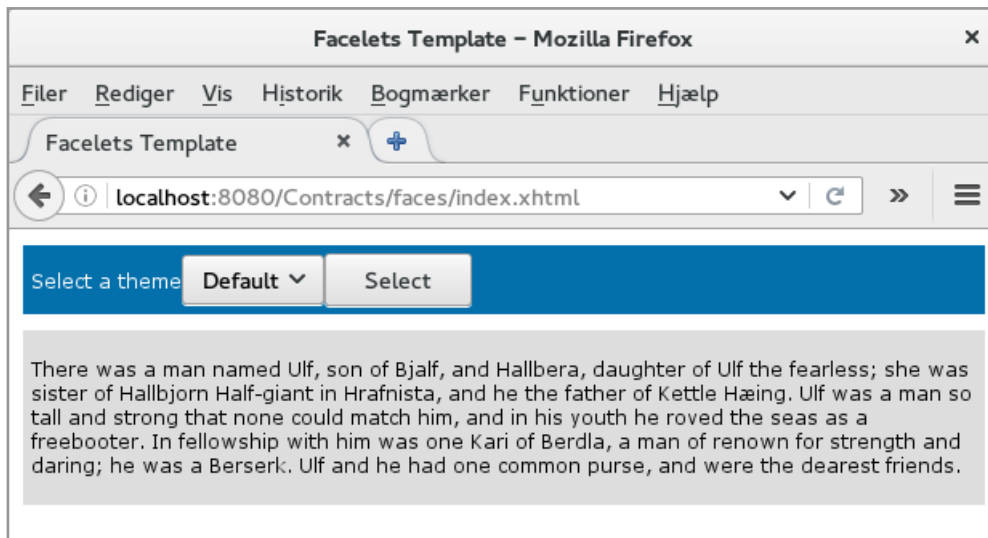 Facelets Template – Mozilla Firefox ×
Filer Rediger Vis Historik Bogmærker Funktioner Hjælp
Facelets Template ×
localhost:8080/Contracts/faces/index.xhtml
Select a theme Default Select
There was a man named Ulf, son of Bjalf, and Hallbera, daughter of Ulf the fearless; she was
sister of Hallbjorn Half-giant in Hrafnista, and he the father of Kettle Hæing. Ulf was a man so
tall and strong that none could match him, and in his youth he roved the seas as a
freebooter. In fellowship with him was one Kari of Berdla, a man of renown for strength and
daring; he was a Berserk. Ulf and he had one common purse, and were the dearest friends.